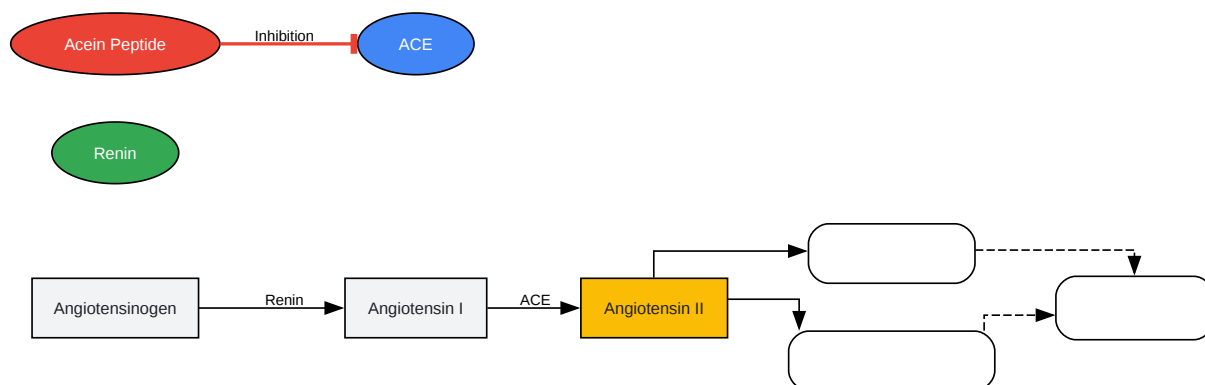 Acein Peptide
Inhibition
ACE
Renin
Angiotensinogen
Renin
Angiotensin I
ACE
Angiotensin II